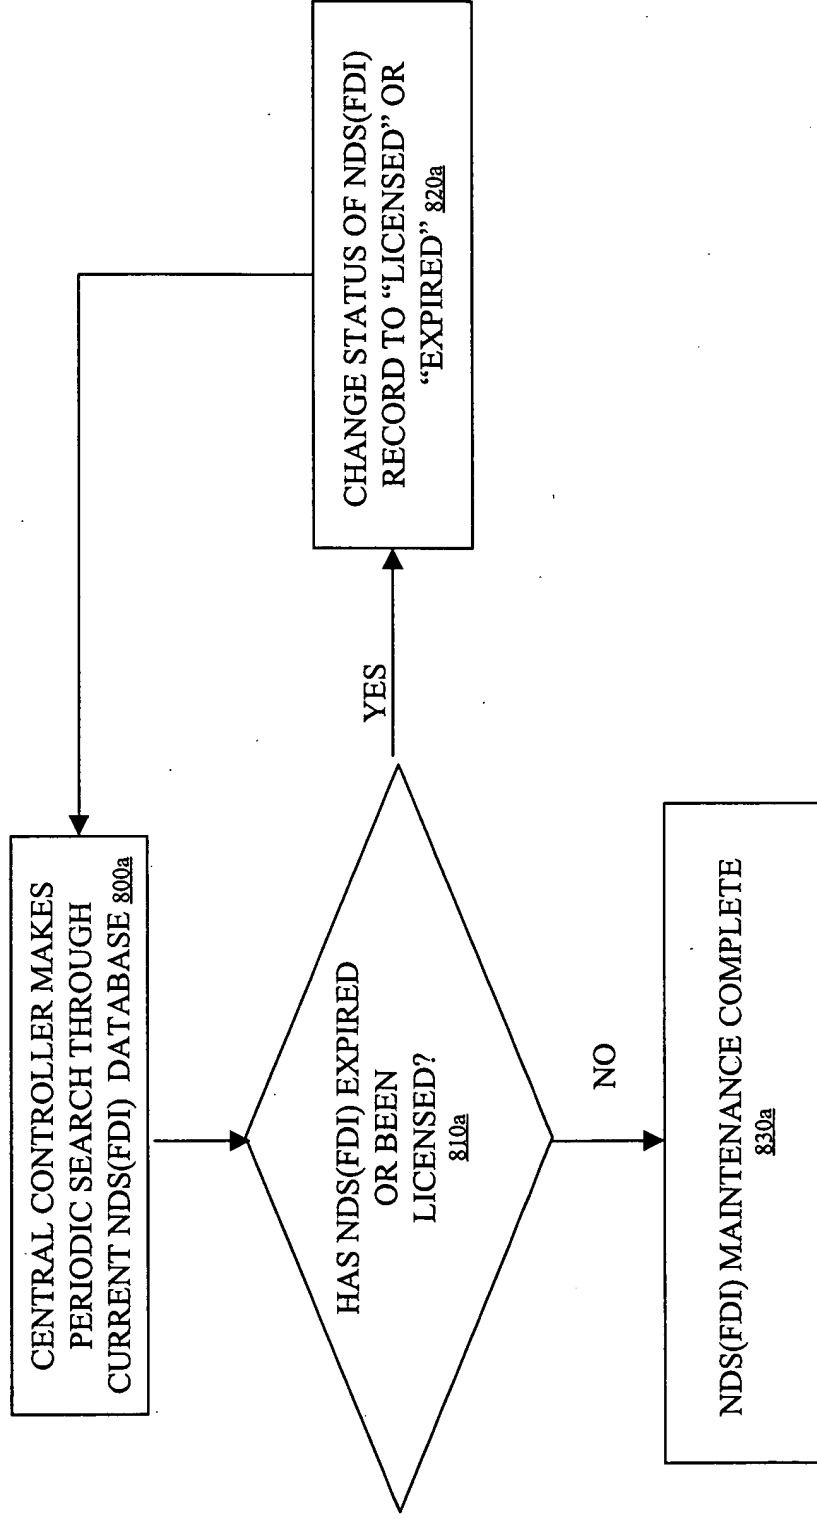 CENTRAL CONTROLLER MAKES
PERIODIC SEARCH THROUGH
CURRENT NDS(FDI) DATABASE 800a
HAS NDS(FDI) EXPIRED
OR BEEN
LICENSED?
810a
YES
CHANGE STATUS OF NDS(FDI)
RECORD TO “LICENSED” OR
“EXPIRED” 820a
NO
NDS(FDI) MAINTENANCE COMPLETE
830a